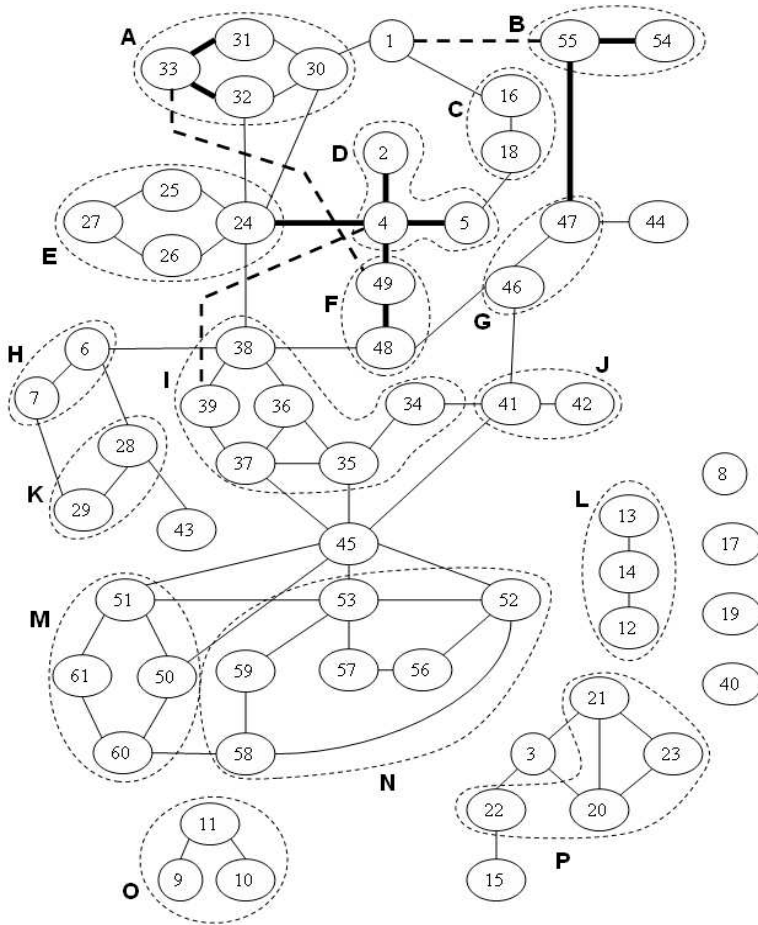 A 31 1 B 55 54
33 30
32 16
C
D 2 18
25
27 24 4 5 47 44
26
E 49
F 46
G
H 6 38 48
I J
7 39 36 34 41 42
28
37 35 8
K L
29 43 13
45 17
14
51 53 52
M 12 19
61 50 59 57 56
40
21
60 58 3 23
N
22 20
11
P
O 9 10 15